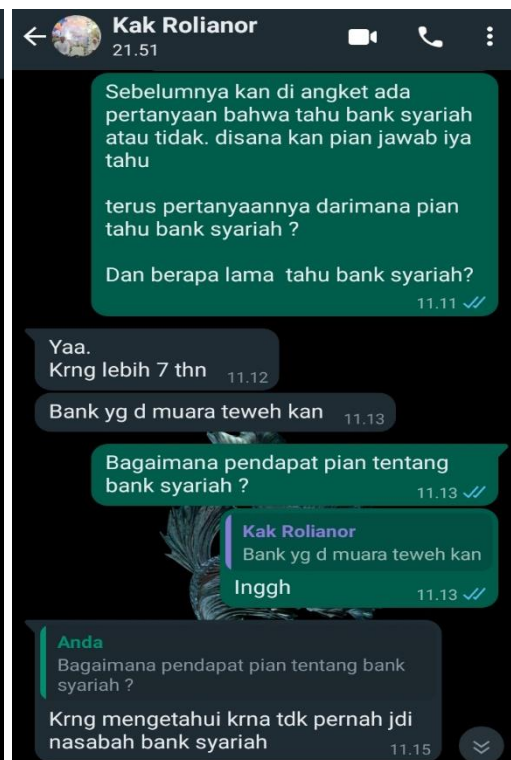 Kak Rolianor
21.51
Sebelumnya kan di angket ada
pertanyaan bahwa tahu bank syariah
atau tidak. disana kan pian jawab iya
tahu
terus pertanyaannya darimana pian
tahu bank syariah ?
Dan berapa lama tahu bank syariah?
11.11
Yaa.
Krng lebih 7 thn 11.12
Bank yg d muara teweh kan 11.13
Bagaimana pendapat pian tentang
bank syariah ? 11.13
Kak Rolianor
Bank yg d muara teweh kan
Inggh 11.13
Anda
Bagaimana pendapat pian tentang bank
syariah ?
Krng mengetahui krna tdk pernah jdi
nasabah bank syariah 11.15